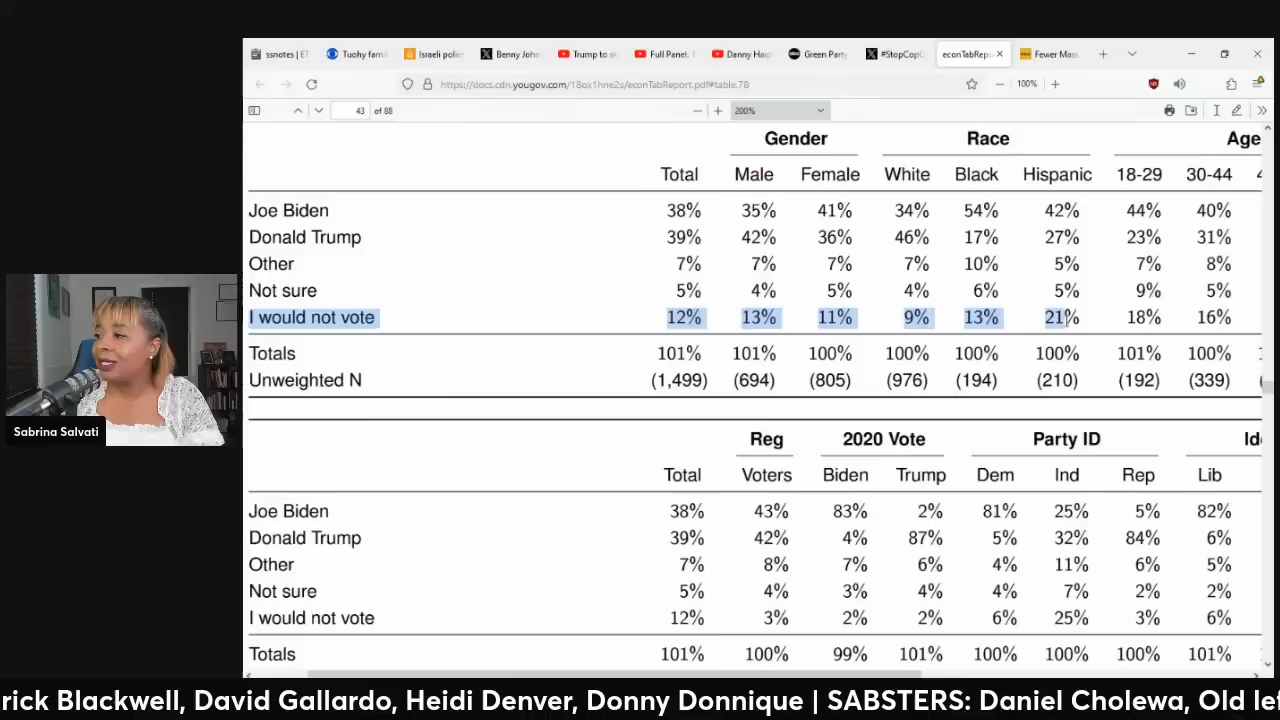 ssnotes | ET Tuohy famil Israeli policy Benny John Trump to s Full Panel: Danny Haip Green Party #StopCopC econTabRepo Fewer Mas
https://docs.cdn.yougov.com/18ox1hne2s/econTabReport.pdf#table.78 100%
43 of 88 200%
Gender Race Age
Total Male Female White Black Hispanic 18-29 30-44
Joe Biden 38% 35% 41% 34% 54% 42% 44% 40%
Donald Trump 39% 42% 36% 46% 17% 27% 23% 31%
Other 7% 7% 7% 7% 10% 5% 7% 8%
Not sure 5% 4% 5% 4% 6% 5% 9% 5%
I would not vote 12% 13% 11% 9% 13% 21% 18% 16%
Totals 101% 101% 100% 100% 100% 100% 101% 100%
Unweighted N (1,499) (694) (805) (976) (194) (210) (192) (339)
Reg 2020 Vote Party ID Id
Total Voters Biden Trump Dem Ind Rep Lib
Joe Biden 38% 43% 83% 2% 81% 25% 5% 82%
Donald Trump 39% 42% 4% 87% 5% 32% 84% 6%
Other 7% 8% 7% 6% 4% 11% 6% 5%
Not sure 5% 4% 3% 4% 4% 7% 2% 2%
I would not vote 12% 3% 2% 2% 6% 25% 3% 6%
Totals 101% 100% 99% 101% 100% 100% 100% 101%
Sabrina Salvati
rick Blackwell, David Gallardo, Heidi Denver, Donny Donnique | SABSTERS: Daniel Cholewa, Old le